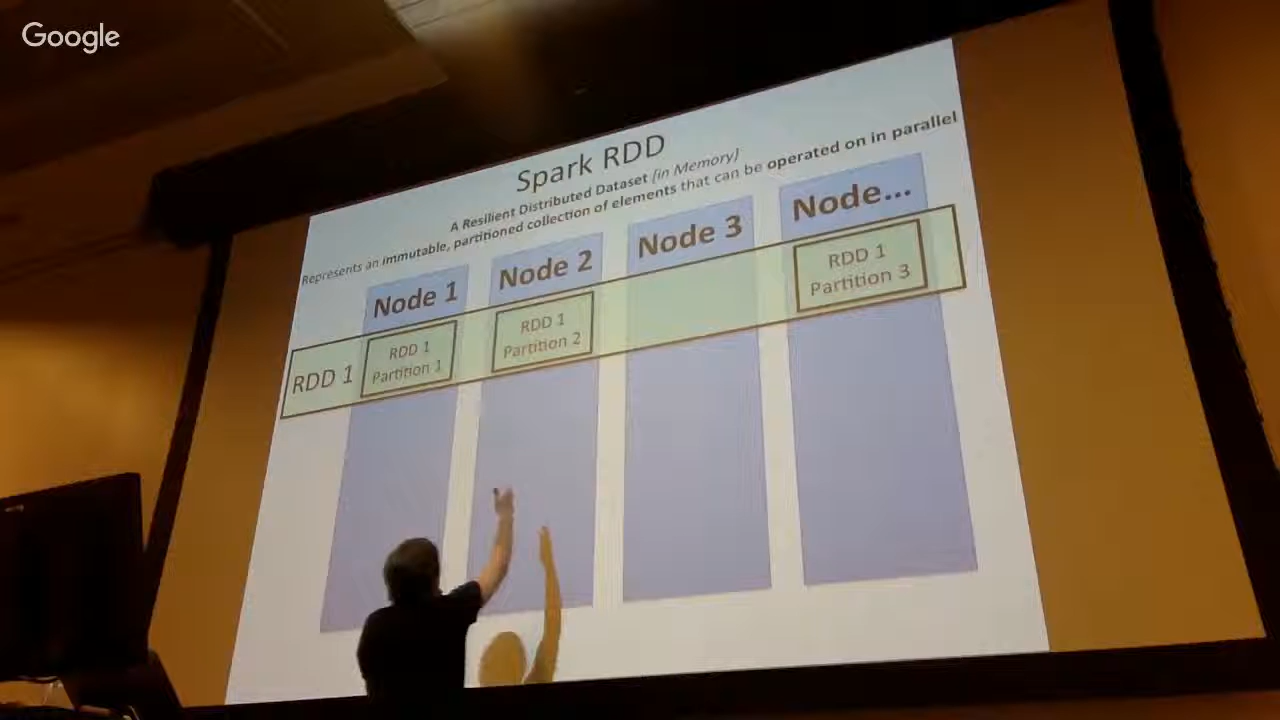 Google
Spark RDD
A Resilient Distributed Dataset (in Memory)
Represents an immutable, partitioned collection of elements that can be operated on in parallel
Node 1
Node 2
Node 3
Node...
RDD 1
RDD 1
Partition 1
RDD 1
Partition 2
RDD 1
Partition 3